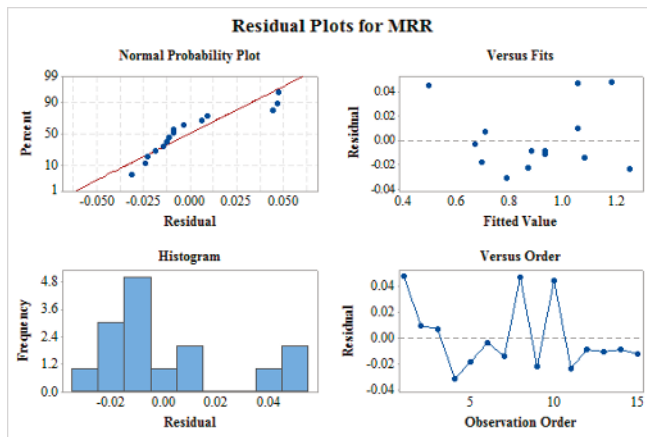 Residual Plots for MRR
Normal Probability Plot
99
90
50
10
1
Percent
-0.050
-0.025
0.000
0.025
0.050
Residual
Versus Fits
0.04
0.02
0.00
-0.02
-0.04
Residual
0.4
0.6
0.8
1.0
1.2
Fitted Value
Histogram
4.8
3.6
2.4
1.2
0.0
Frequency
-0.02
0.00
0.02
0.04
Residual
Versus Order
0.04
0.02
0.00
-0.02
-0.04
Residual
5
10
15
Observation Order